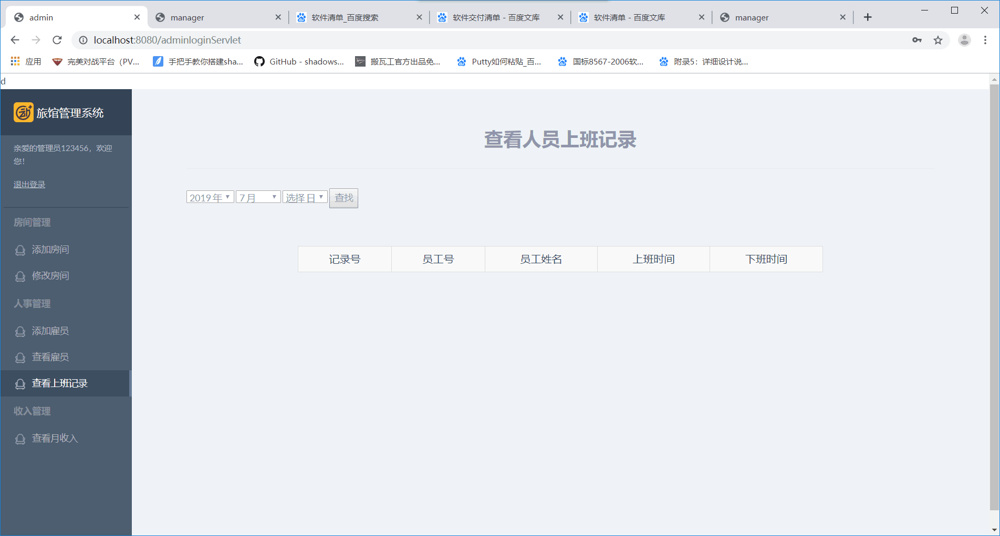 admin
manager
软件清单_百度搜索
软件交付清单 - 百度文库
软件清单 - 百度文库
manager
localhost:8080/adminloginServlet
应用
完美对战平台（PV...
手把手教你搭建sha...
GitHub - shadows...
搬瓦工官方出品免...
Putty如何粘贴_百...
国标8567-2006软...
附录5：详细设计说...
d
旅馆管理系统
亲爱的管理员123456，欢迎
您！
退出登录
房间管理
添加房间
修改房间
人事管理
添加雇员
查看雇员
查看上班记录
收入管理
查看月收入
查看人员上班记录
2019 年 7 月 选择 日 查找
记录号 员工号 员工姓名 上班时间 下班时间